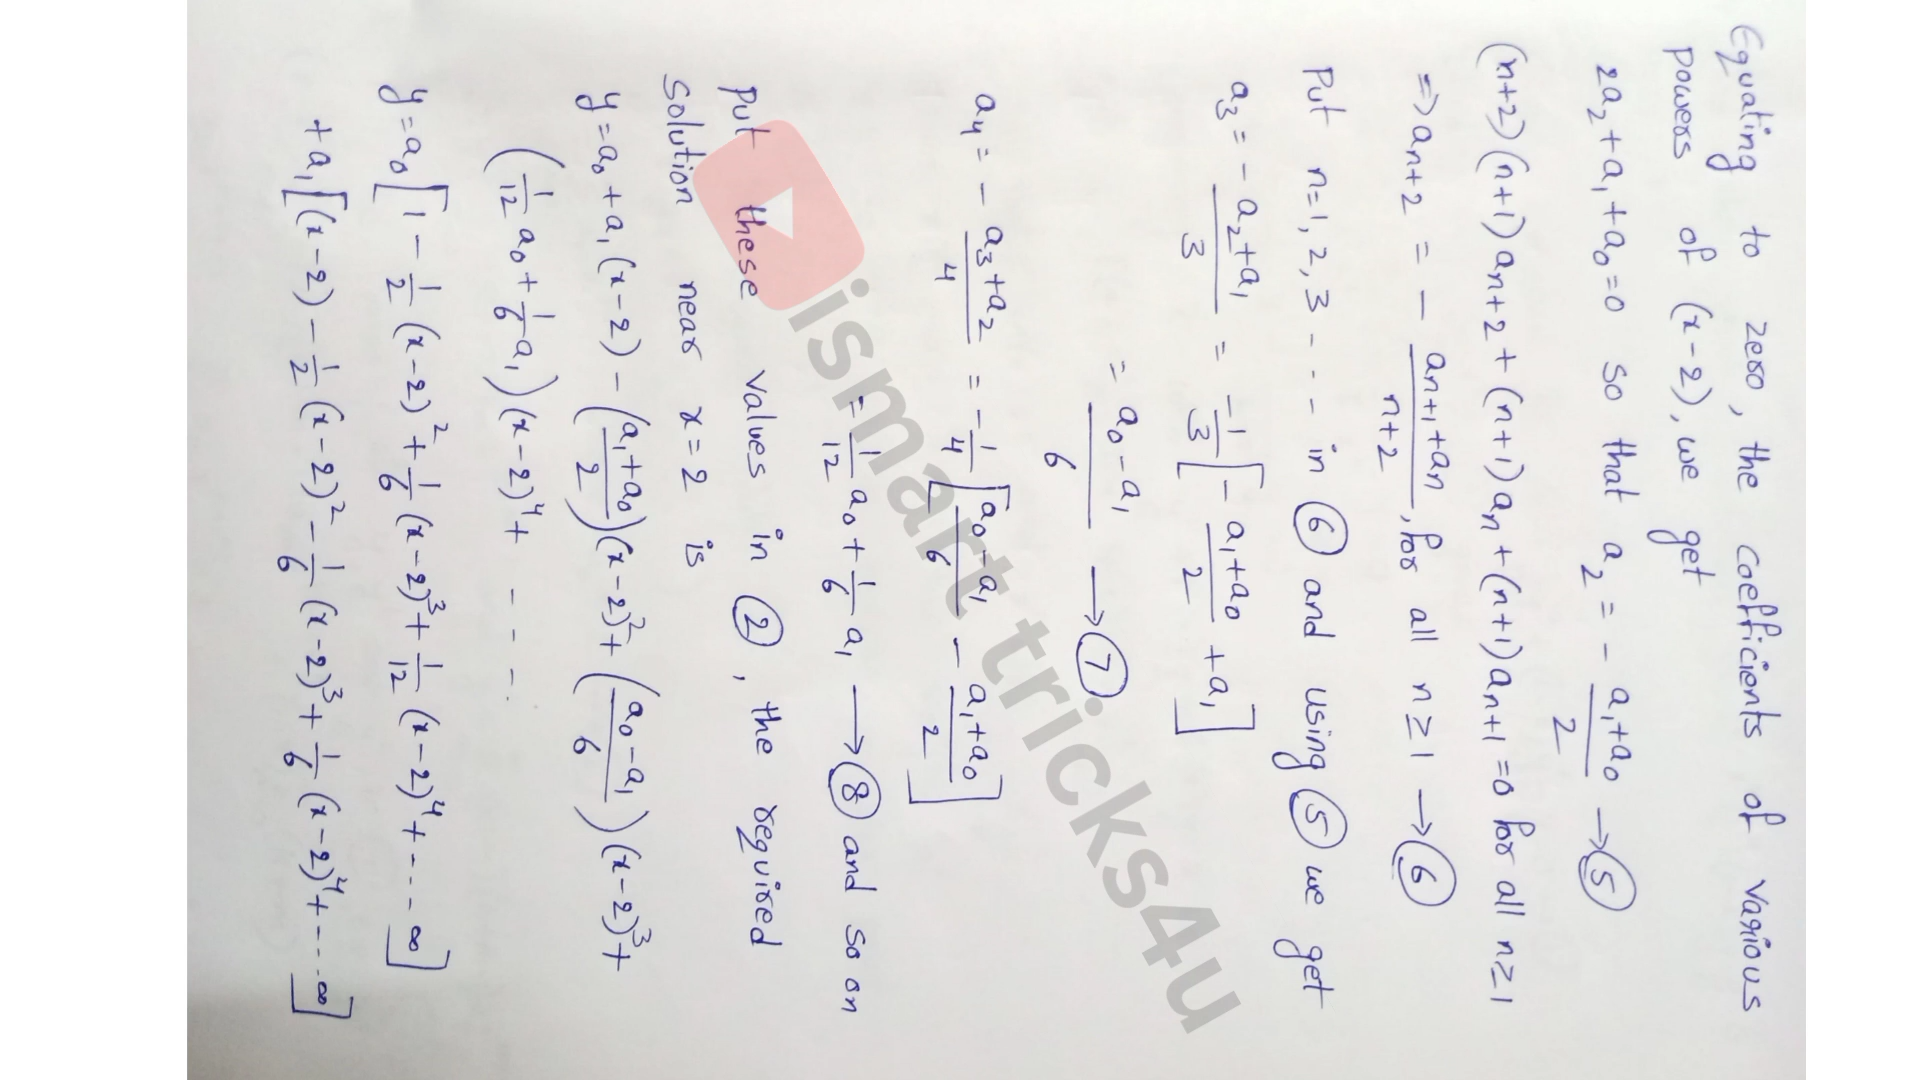 Equating to zero, the coefficients of various
powers of (x-2), we get
2a₂+a₁+a₀=0 so that a₂ = - (a₁+a₀)/2 → ⑤
(n+2)(n+1)aₙ₊₂ + (n+1)aₙ + (n+1)aₙ₊₁ = 0 for all n≥1
=> aₙ₊₂ = - (aₙ₊₁+aₙ)/(n+2), for all n≥1 → ⑥
Put n=1, 2, 3 - - - in ⑥ and using ⑤ we get
a₃ = - (a₂+a₁)/3 = -1/3 [ - (a₁+a₀)/2 + a₁ ]
= (a₀-a₁)/6 → ⑦
a₄ = - (a₃+a₂)/4 = -1/4 [ (a₀-a₁)/6 - (a₁+a₀)/2 ]
= 1/12 a₀ + 1/6 a₁ → ⑧ and so on
put these values in ②, the required
solution near x=2 is
y = a₀ + a₁(x-2) - ((a₁+a₀)/2)(x-2)² + ((a₀-a₁)/6)(x-2)³ +
(1/12 a₀ + 1/6 a₁)(x-2)⁴ + - - - .
y = a₀ [ 1 - 1/2 (x-2)² + 1/6 (x-2)³ + 1/12 (x-2)⁴ + - - - ∞ ]
+ a₁ [ (x-2) - 1/2 (x-2)² - 1/6 (x-2)³ + 1/6 (x-2)⁴ + - - - ∞ ]
ismart tricks4u